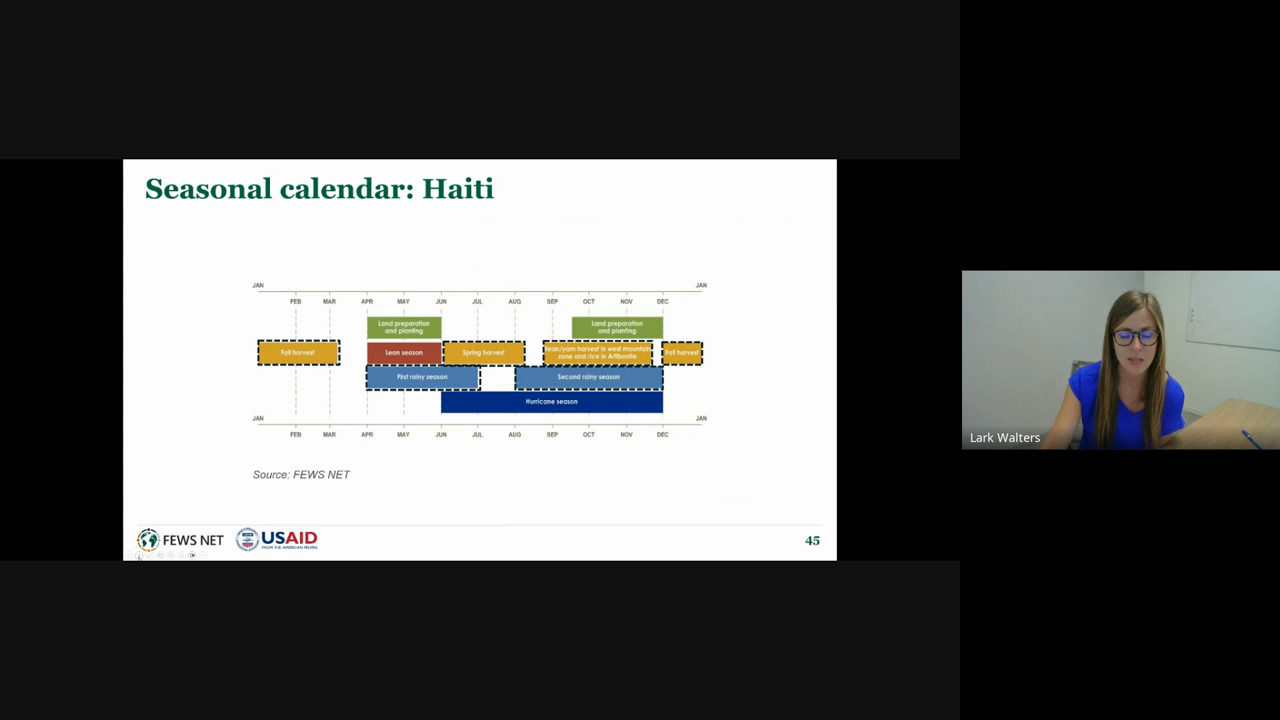 Seasonal calendar: Haiti
JAN JAN
FEB MAR APR MAY JUN JUL AUG SEP OCT NOV DEC
Land preparation
and planting
Land preparation
and planting
Fall harvest
Lean season
Spring harvest
bean/yam harvest in west mountain
zone and rice in Artibonite
Fall harvest
First rainy season
Second rainy season
Hurricane season
JAN JAN
FEB MAR APR MAY JUN JUL AUG SEP OCT NOV DEC
Source: FEWS NET
Lark Walters
FEWS NET
USAID
FROM THE AMERICAN PEOPLE
45